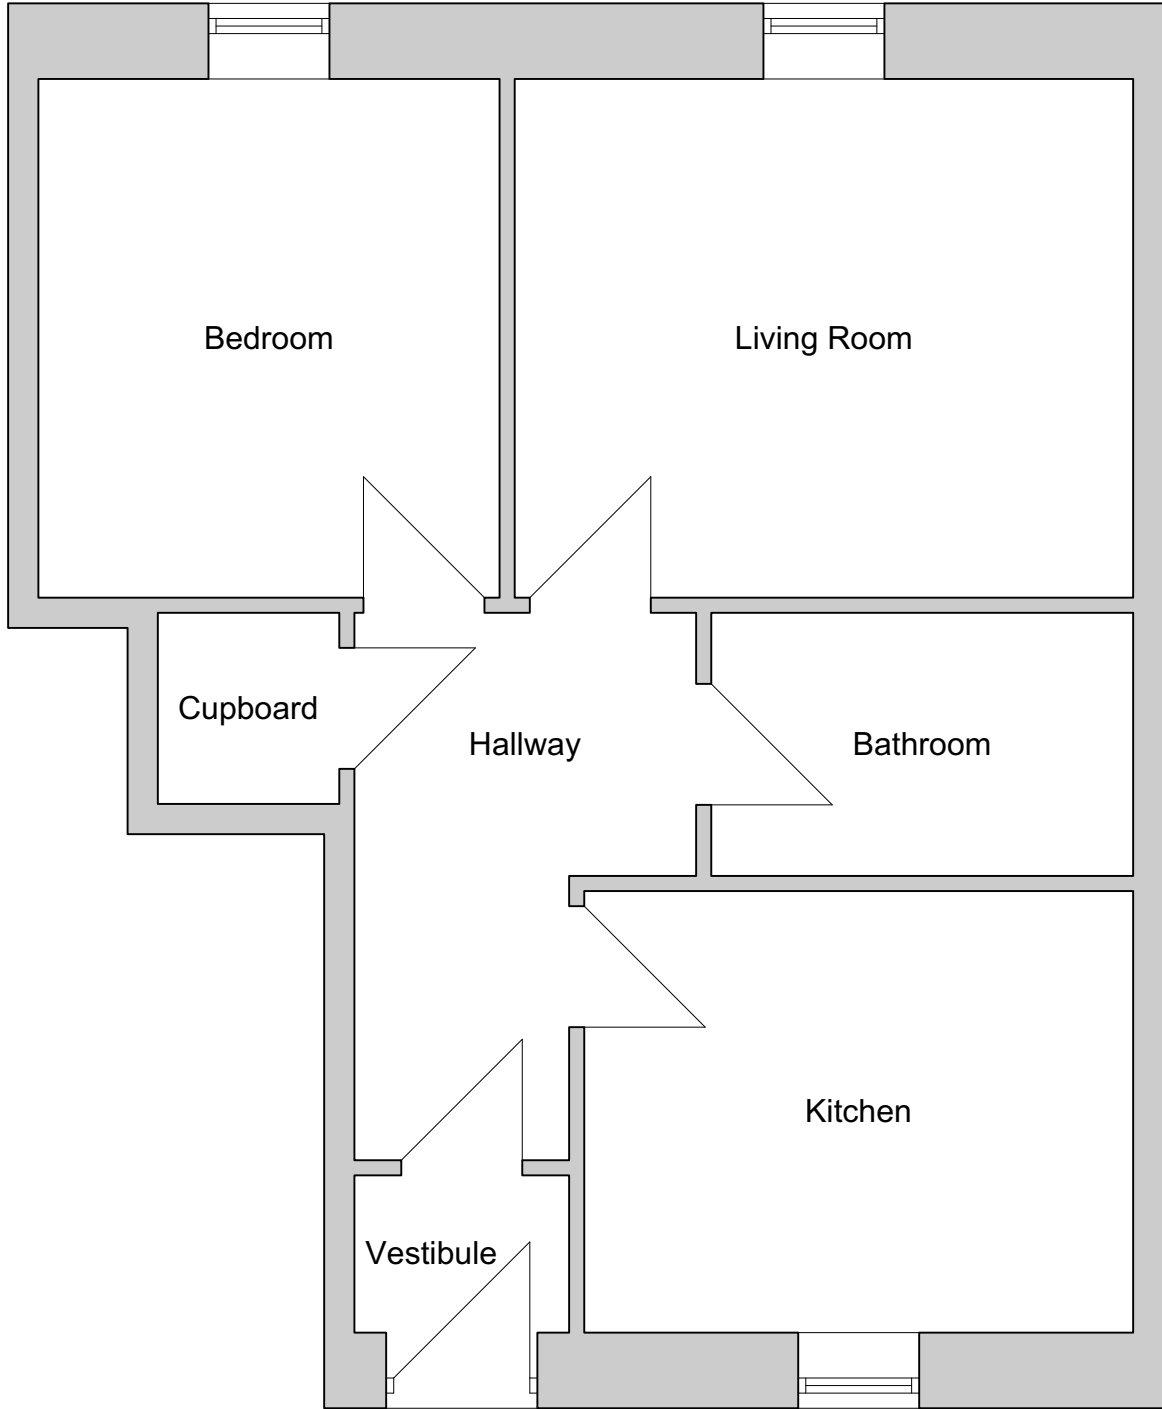 Bedroom
Living Room
Cupboard
Hallway
Bathroom
Kitchen
Vestibule